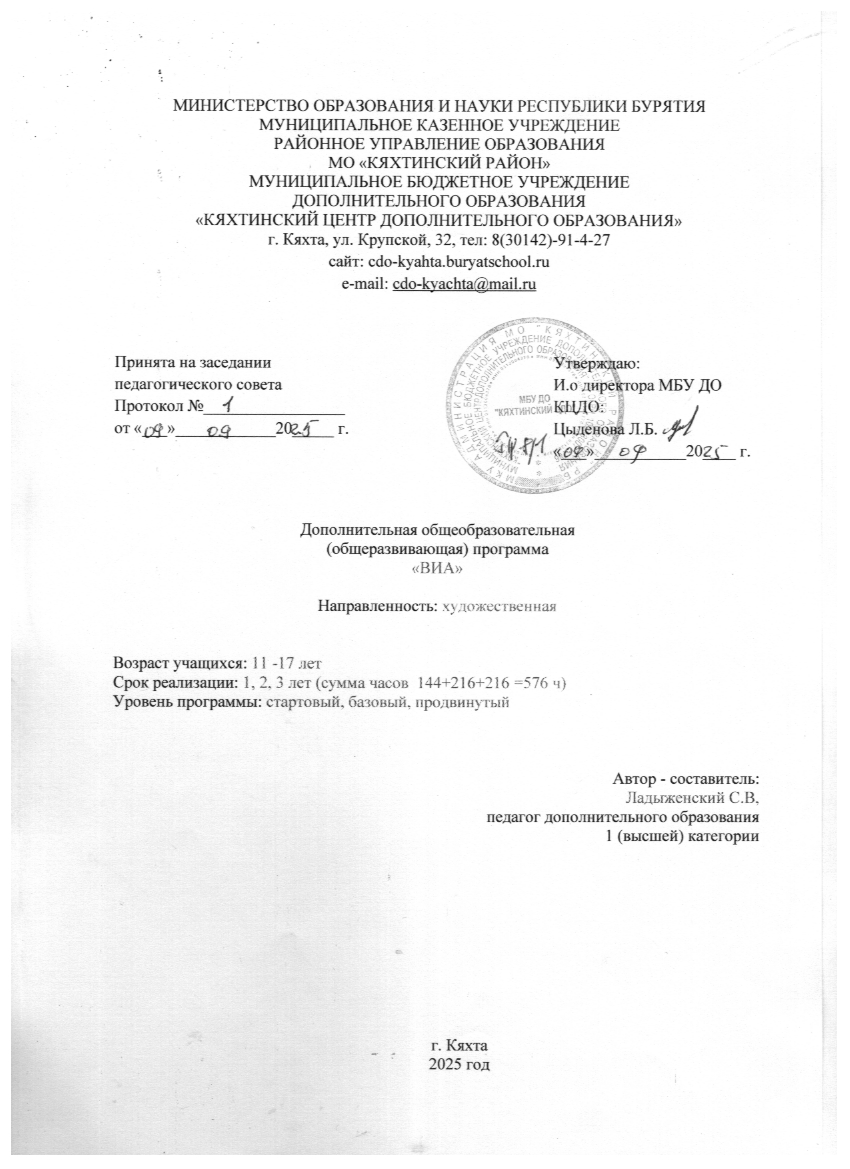 МИНИСТЕРСТВО ОБРАЗОВАНИЯ И НАУКИ РЕСПУБЛИКИ БУРЯТИЯ
МУНИЦИПАЛЬНОЕ КАЗЕННОЕ УЧРЕЖДЕНИЕ
РАЙОННОЕ УПРАВЛЕНИЕ ОБРАЗОВАНИЯ
МО «КЯХТИНСКИЙ РАЙОН»
МУНИЦИПАЛЬНОЕ БЮДЖЕТНОЕ УЧРЕЖДЕНИЕ
ДОПОЛНИТЕЛЬНОГО ОБРАЗОВАНИЯ
«КЯХТИНСКИЙ ЦЕНТР ДОПОЛНИТЕЛЬНОГО ОБРАЗОВАНИЯ»
г. Кяхта, ул. Крупской, 32, тел: 8(30142)-91-4-27
сайт: cdo-kyahta.buryatschool.ru
e-mail: cdo-kyachta@mail.ru
Принята на заседании
педагогического совета
Протокол № 1
от «09» 09 2025 г.
МБУ ДО
"КЯХТИНСКИЙ
Утверждаю:
И.о директора МБУ ДО
КЦДО:
Цыденова Л.Б.
«09» 09 2025 г.
Дополнительная общеобразовательная
(общеразвивающая) программа
«ВИА»
Направленность: художественная
Возраст учащихся: 11 -17 лет
Срок реализации: 1, 2, 3 лет (сумма часов 144+216+216 =576 ч)
Уровень программы: стартовый, базовый, продвинутый
Автор - составитель:
Ладыженский С.В,
педагог дополнительного образования
1 (высшей) категории
г. Кяхта
2025 год